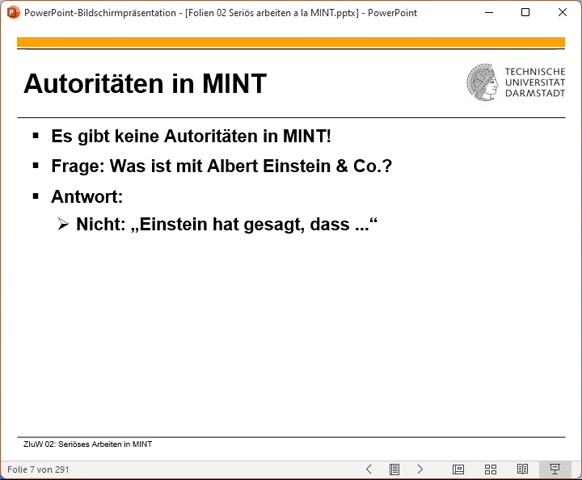 PowerPoint-Bildschirmpräsentation - [Folien 02 Seriös arbeiten a la MINT.pptx] - PowerPoint
Autoritäten in MINT
TECHNISCHE
UNIVERSITÄT
DARMSTADT
▪ Es gibt keine Autoritäten in MINT!
▪ Frage: Was ist mit Albert Einstein & Co.?
▪ Antwort:
➢ Nicht: „Einstein hat gesagt, dass ...“
ZIuW 02: Seriöses Arbeiten in MINT
Folie 7 von 291